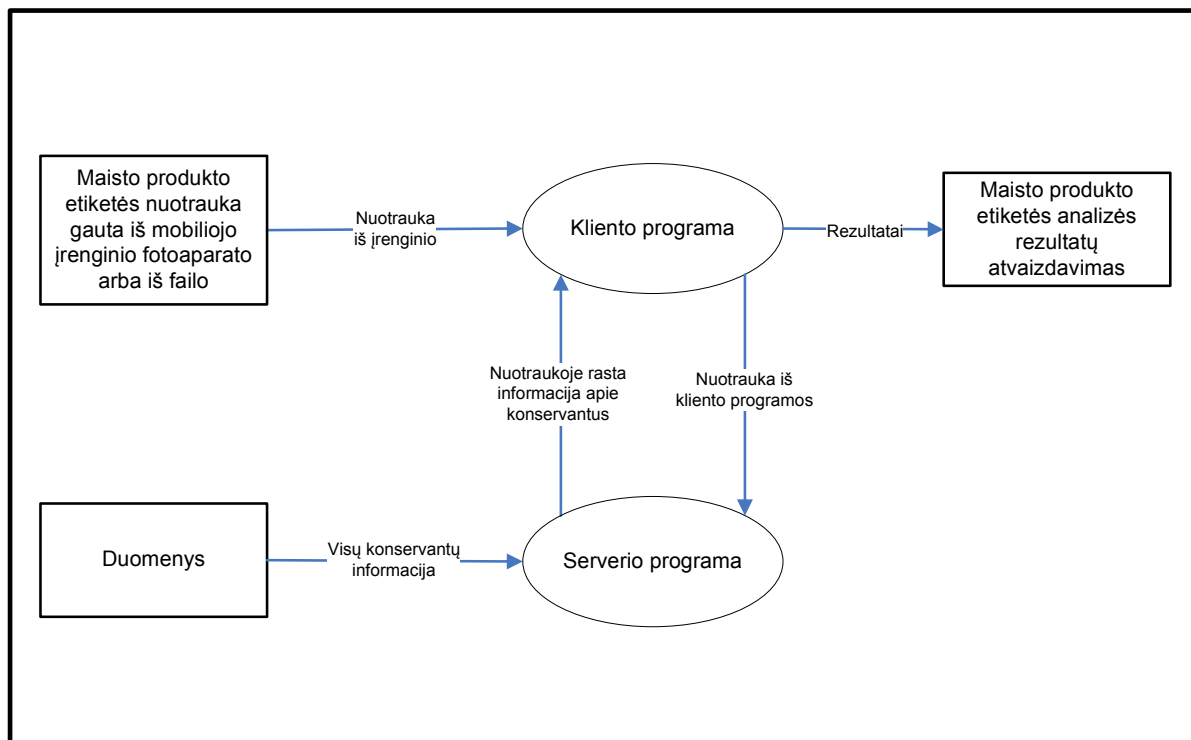 Maisto produkto
etiketės nuotrauka
gauta iš mobiliojo
įrenginio fotoaparato
arba iš failo
Nuotrauka
iš įrenginio
Kliento programa
Rezultatai
Maisto produkto
etiketės analizės
rezultatų
atvaizdavimas
Nuotraukoje rasta
informacija apie
konservantus
Nuotrauka iš
kliento programos
Duomenys
Visų konservantų
informacija
Serverio programa